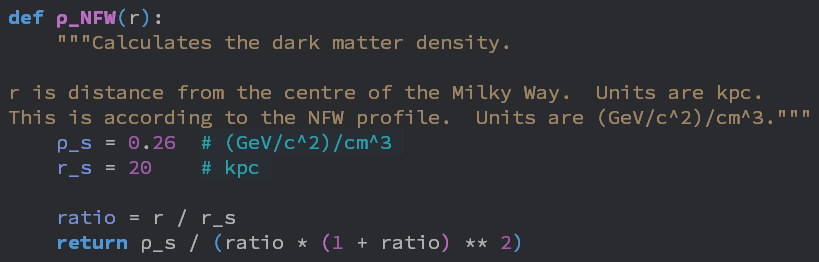 def ρ_NFW(r):
    """Calculates the dark matter density.

r is distance from the centre of the Milky Way.  Units are kpc.
This is according to the NFW profile.  Units are (GeV/c^2)/cm^3."""
    ρ_s = 0.26  # (GeV/c^2)/cm^3
    r_s = 20    # kpc

    ratio = r / r_s
    return ρ_s / (ratio * (1 + ratio) ** 2)